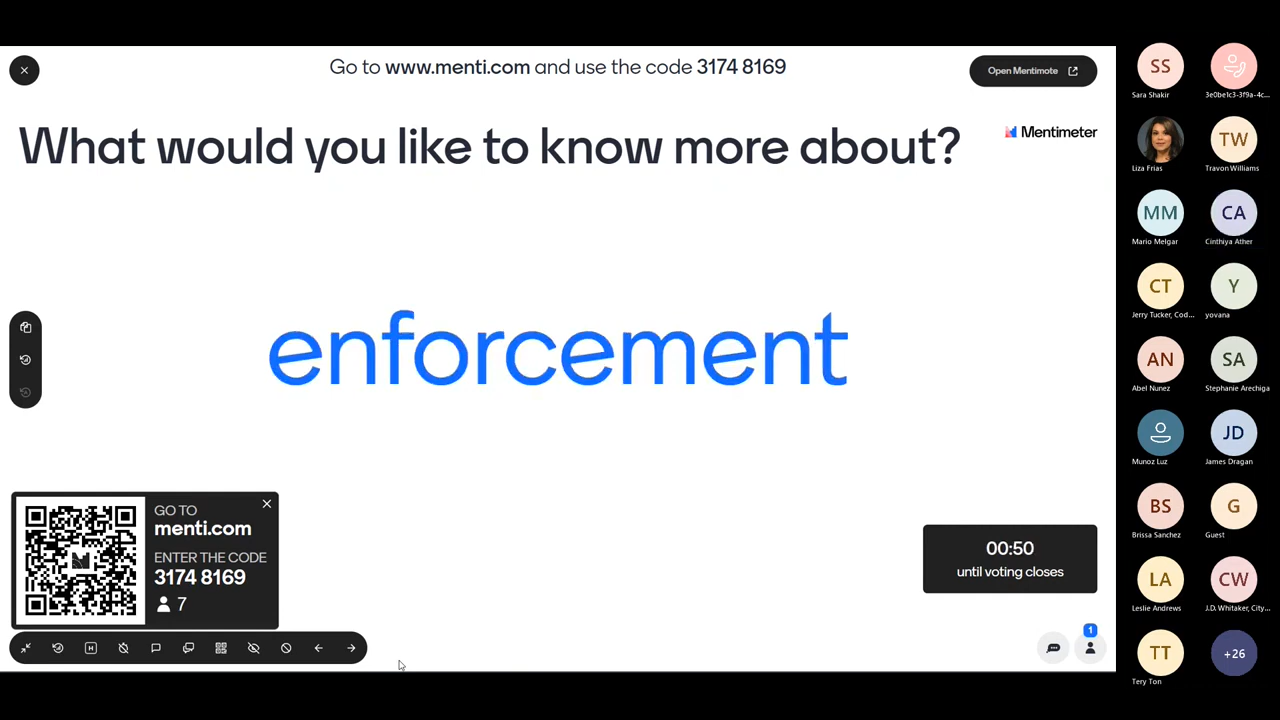 Go to www.menti.com and use the code 3174 8169
Open Mentimote
What would you like to know more about?
Mentimeter
enforcement
GO TO
menti.com
ENTER THE CODE
3174 8169
7
00:50
until voting closes
1
SS
Sara Shakir
3e0be1c3-3f9a-4c...
Liza Frias
TW
Travon Williams
MM
Mario Melgar
CA
Cinthiya Ather
CT
Jerry Tucker, Cod...
Y
yovana
AN
Abel Nunez
SA
Stephanie Arechiga
Munoz Luz
JD
James Dragan
BS
Brissa Sanchez
G
Guest
LA
Leslie Andrews
CW
J.D. Whitaker, City...
TT
Tery Ton
+26